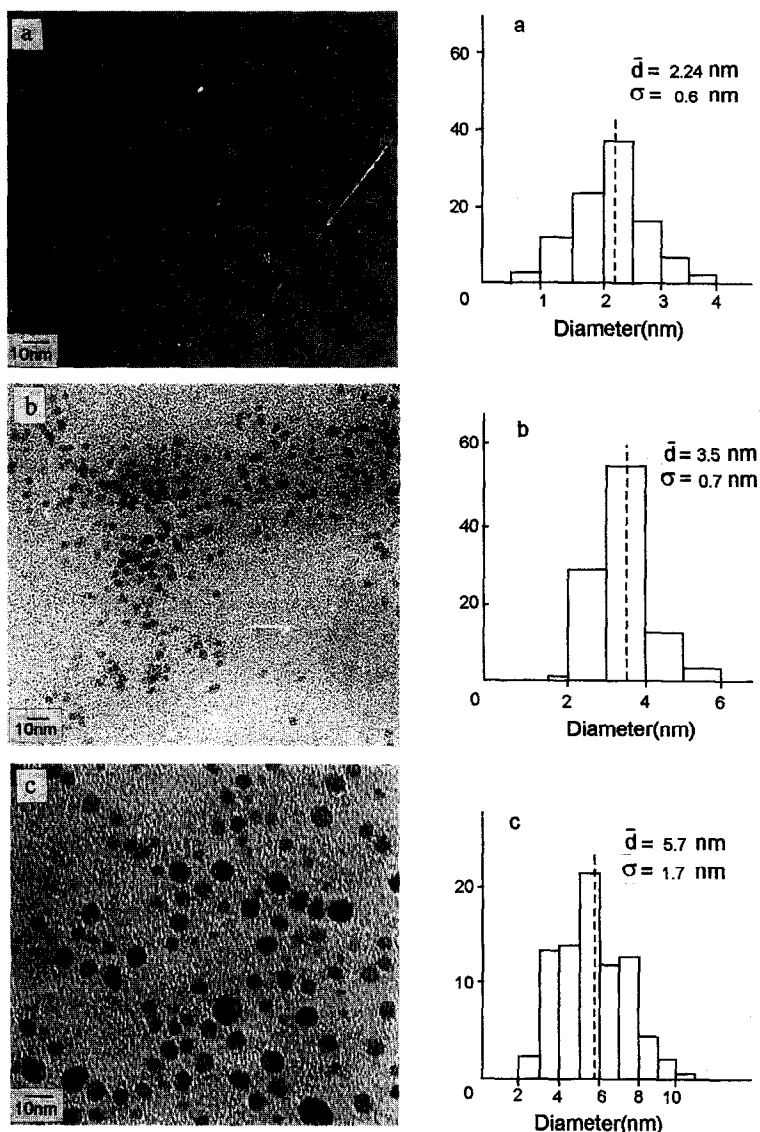 a
10nm
a
d̄ = 2.24 nm
σ = 0.6 nm
60
40
20
0
1 2 3 4
Diameter(nm)
b
10nm
b
d̄ = 3.5 nm
σ = 0.7 nm
60
40
20
0 2 4 6
Diameter(nm)
c
10nm
c
d̄ = 5.7 nm
σ = 1.7 nm
20
10
0
2 4 6 8 10
Diameter(nm)